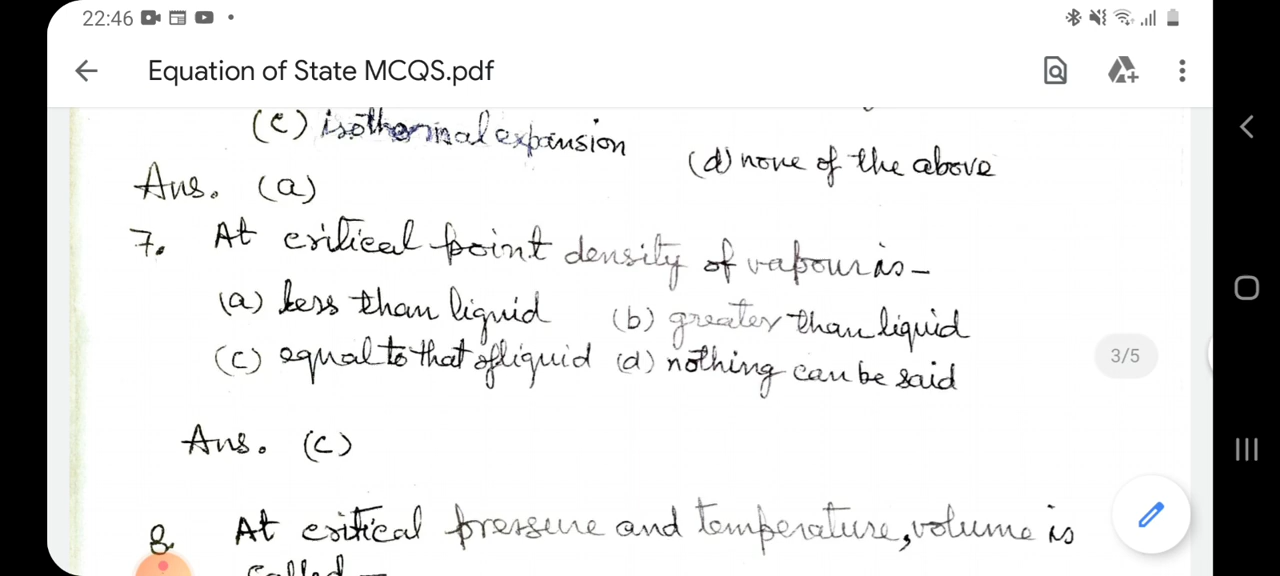 22:46
Equation of State MCQS.pdf
(c) isothermal expansion
(d) none of the above
Ans. (a)
7. At critical point density of vapour is -
(a) less than liquid (b) greater than liquid
(c) equal to that of liquid (d) nothing can be said
3/5
Ans. (c)
8. At critical pressure and temperature, volume is
called -